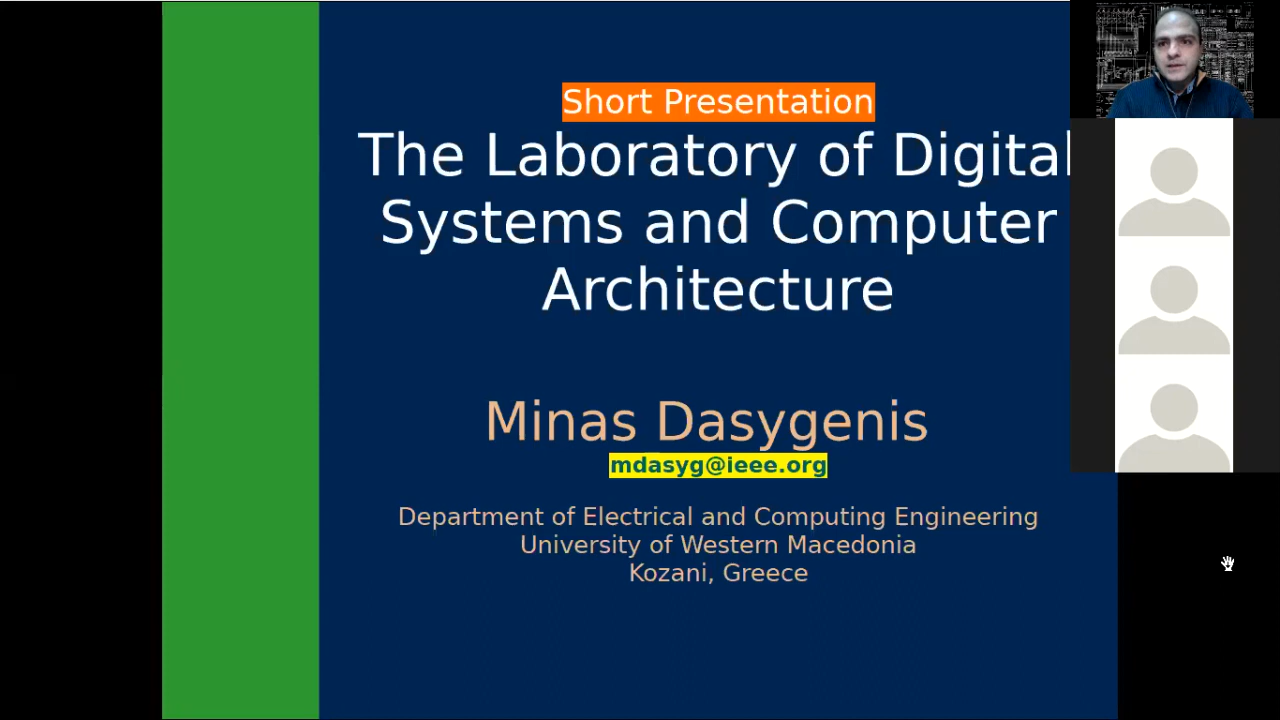 Short Presentation
The Laboratory of Digital
Systems and Computer
Architecture
Minas Dasygenis
mdasyg@ieee.org
Department of Electrical and Computing Engineering
University of Western Macedonia
Kozani, Greece